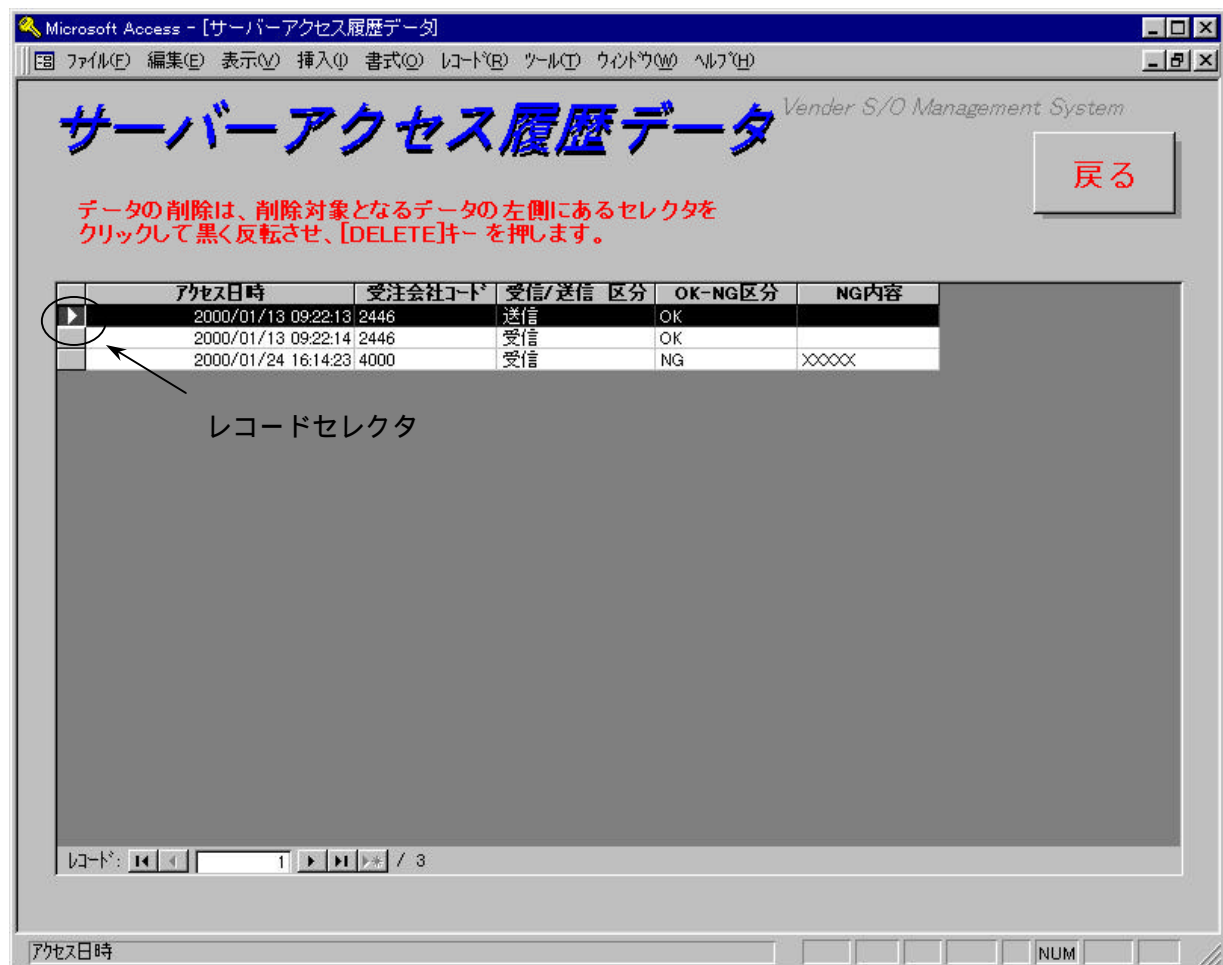 Microsoft Access - [サーバーアクセス履歴データ]
ファイル(F) 編集(E) 表示(V) 挿入(I) 書式(O) レコード(R) ツール(T) ウィンドウ(W) ヘルプ(H)
サーバーアクセス履歴データ
Vender S/O Management System
戻る
データの削除は、削除対象となるデータの左側にあるセレクタを
クリックして黒く反転させ、[DELETE]キーを押します。
アクセス日時 受注会社コード 受信/送信 区分 OK-NG区分 NG内容
2000/01/13 09:22:13 2446 送信 OK
2000/01/13 09:22:14 2446 受信 OK
2000/01/24 16:14:23 4000 受信 NG XXXXX
レコードセレクタ
レコード: 1 / 3
アクセス日時 NUM